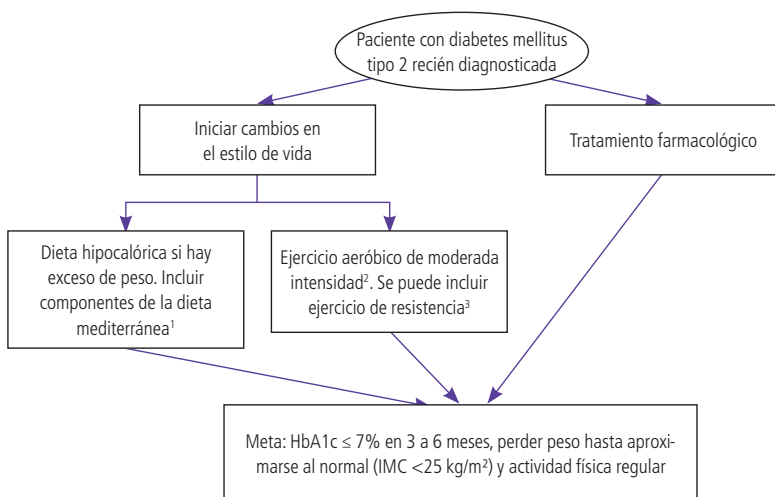 Paciente con diabetes mellitus
tipo 2 recién diagnosticada
Iniciar cambios en
el estilo de vida
Tratamiento farmacológico
Dieta hipocalórica si hay
exceso de peso. Incluir
componentes de la dieta
mediterránea¹
Ejercicio aeróbico de moderada
intensidad². Se puede incluir
ejercicio de resistencia³
Meta: HbA1c ≤ 7% en 3 a 6 meses, perder peso hasta aproxi-
marse al normal (IMC <25 kg/m²) y actividad física regular